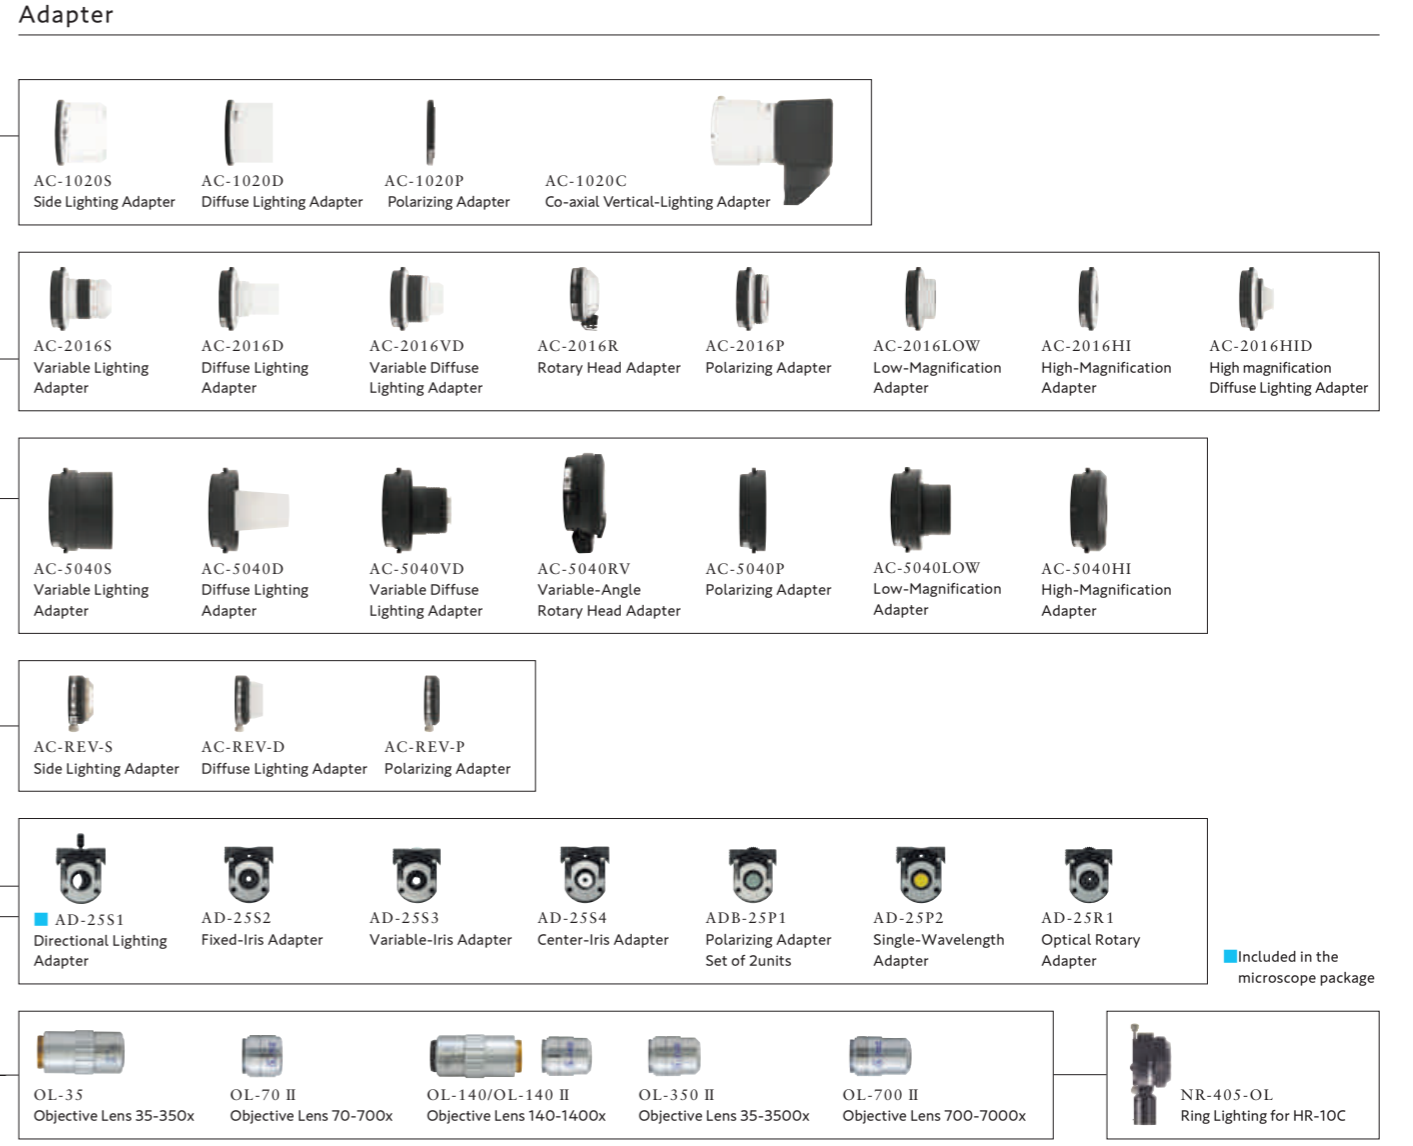 Adapter
AC-1020S
Side Lighting Adapter
AC-1020D
Diffuse Lighting Adapter
AC-1020P
Polarizing Adapter
AC-1020C
Co-axial Vertical-Lighting Adapter
AC-2016S
Variable Lighting
Adapter
AC-2016D
Diffuse Lighting
Adapter
AC-2016VD
Variable Diffuse
Lighting Adapter
AC-2016R
Rotary Head Adapter
AC-2016P
Polarizing Adapter
AC-2016LOW
Low-Magnification
Adapter
AC-2016HI
High-Magnification
Adapter
AC-2016HID
High magnification
Diffuse Lighting Adapter
AC-5040S
Variable Lighting
Adapter
AC-5040D
Diffuse Lighting
Adapter
AC-5040VD
Variable Diffuse
Lighting Adapter
AC-5040RV
Variable-Angle
Rotary Head Adapter
AC-5040P
Polarizing Adapter
AC-5040LOW
Low-Magnification
Adapter
AC-5040HI
High-Magnification
Adapter
AC-REV-S
Side Lighting Adapter
AC-REV-D
Diffuse Lighting Adapter
AC-REV-P
Polarizing Adapter
AD-25S1
Directional Lighting
Adapter
AD-25S2
Fixed-Iris Adapter
AD-25S3
Variable-Iris Adapter
AD-25S4
Center-Iris Adapter
ADB-25P1
Polarizing Adapter
Set of 2units
AD-25P2
Single-Wavelength
Adapter
AD-25R1
Optical Rotary
Adapter
Included in the
microscope package
OL-35
Objective Lens 35-350x
OL-70 II
Objective Lens 70-700x
OL-140/OL-140 II
Objective Lens 140-1400x
OL-350 II
Objective Lens 35-3500x
OL-700 II
Objective Lens 700-7000x
NR-405-OL
Ring Lighting for HR-10C